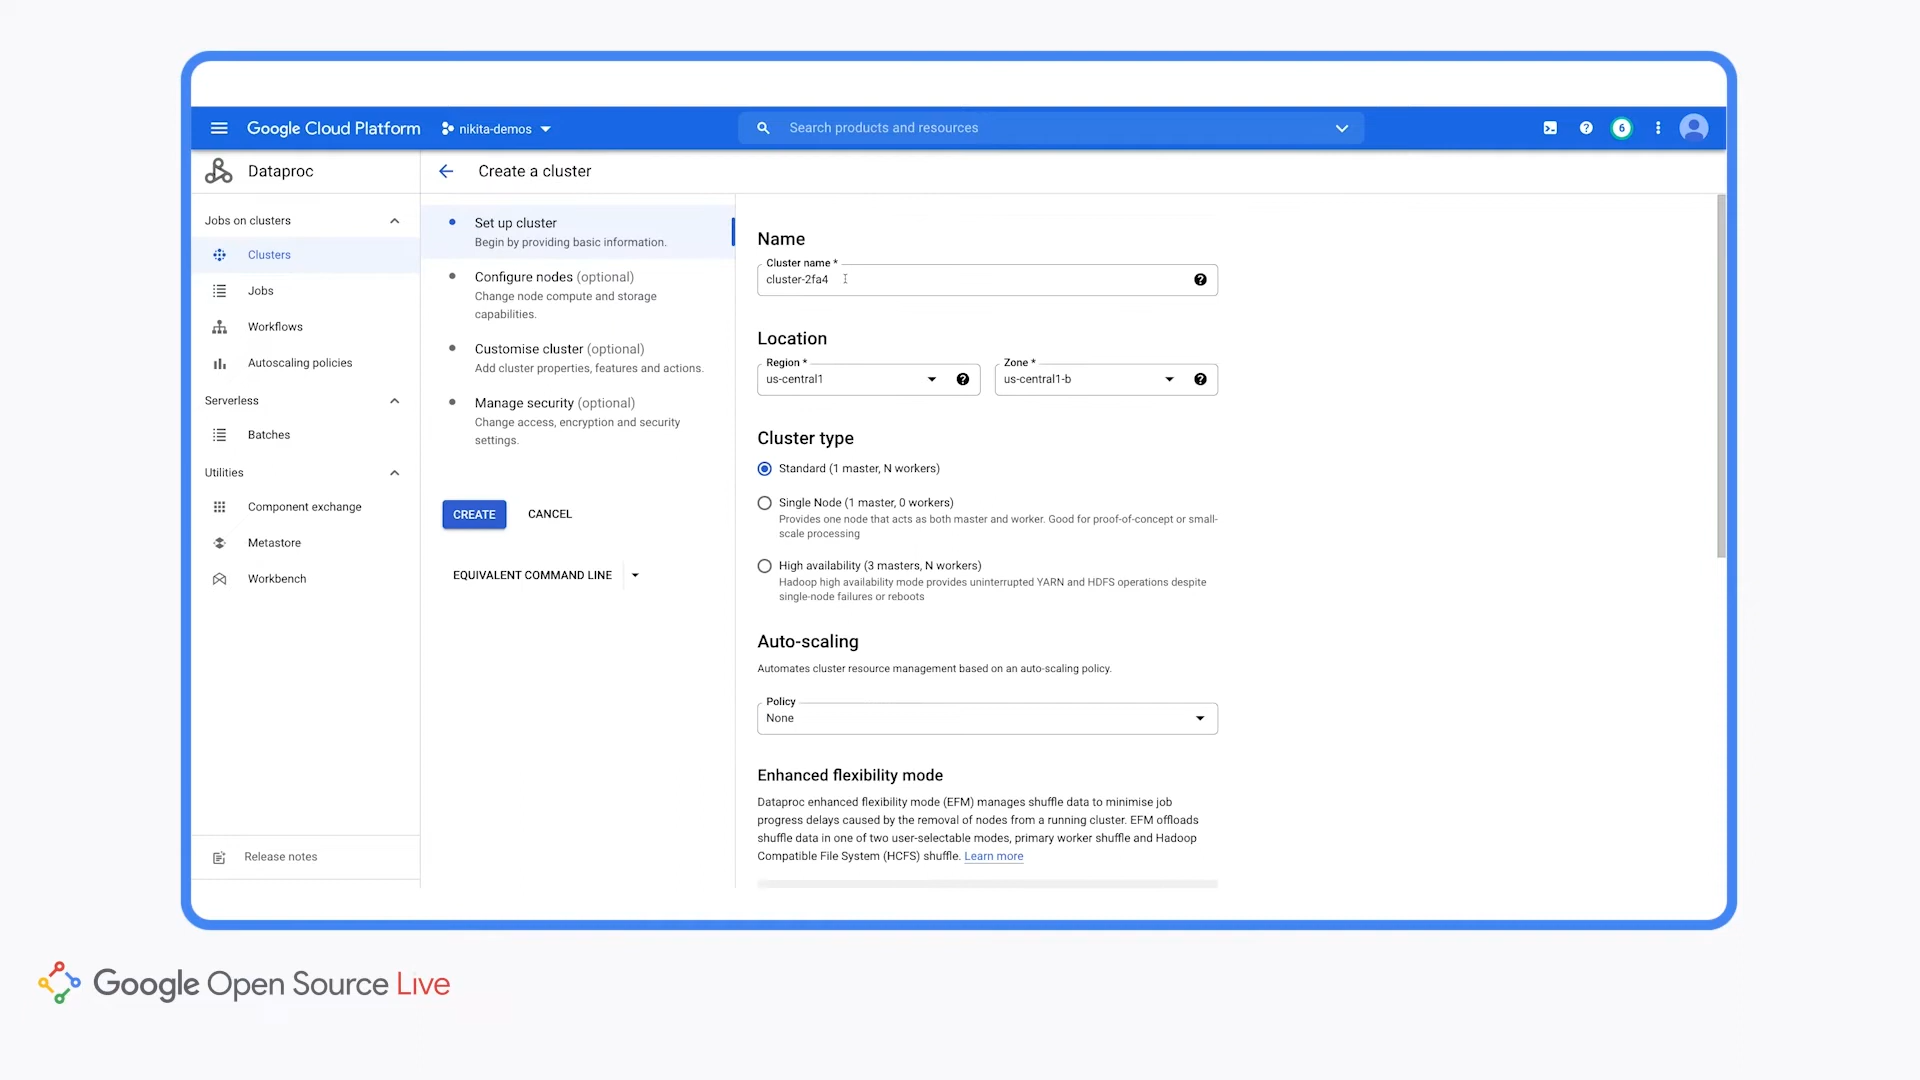 Google Cloud Platform
nikita-demos
Search products and resources
6
Dataproc
Create a cluster
Jobs on clusters
Clusters
Jobs
Workflows
Autoscaling policies
Serverless
Batches
Utilities
Component exchange
Metastore
Workbench
Release notes
Set up cluster
Begin by providing basic information.
Configure nodes (optional)
Change node compute and storage
capabilities.
Customise cluster (optional)
Add cluster properties, features and actions.
Manage security (optional)
Change access, encryption and security
settings.
CREATE
CANCEL
EQUIVALENT COMMAND LINE
Name
Cluster name *
cluster-2fa4
Location
Region *
us-central1
Zone *
us-central1-b
Cluster type
Standard (1 master, N workers)
Single Node (1 master, 0 workers)
Provides one node that acts as both master and worker. Good for proof-of-concept or small-
scale processing
High availability (3 masters, N workers)
Hadoop high availability mode provides uninterrupted YARN and HDFS operations despite
single-node failures or reboots
Auto-scaling
Automates cluster resource management based on an auto-scaling policy.
Policy
None
Enhanced flexibility mode
Dataproc enhanced flexibility mode (EFM) manages shuffle data to minimise job
progress delays caused by the removal of nodes from a running cluster. EFM offloads
shuffle data in one of two user-selectable modes, primary worker shuffle and Hadoop
Compatible File System (HCFS) shuffle. Learn more
Google Open Source Live